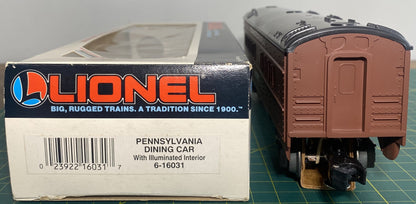 LIONEL
BIG, RUGGED TRAINS. A TRADITION SINCE 1900.™
PENNSYLVANIA
DINING CAR
With Illuminated Interior
6-16031
0 23922 16031 7